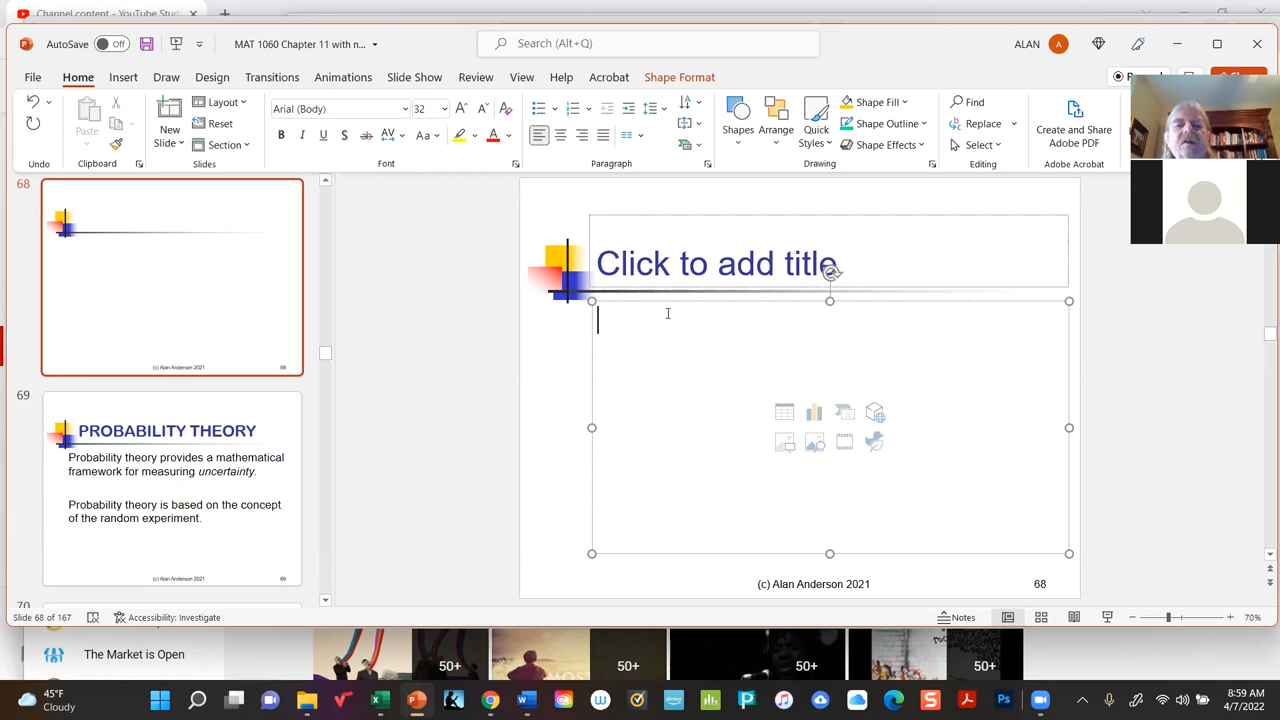 Channel content - YouTube Studio
AutoSave Off MAT 1060 Chapter 11 with n... Search (Alt+Q) ALAN A
File Home Insert Draw Design Transitions Animations Slide Show Review View Help Acrobat Shape Format
Paste
New
Slide
Layout
Reset
Section
Arial (Body) 32
Shapes Arrange Quick
Styles
Shape Fill
Shape Outline
Shape Effects
Find
Replace
Select
Create and Share
Adobe PDF
Undo Clipboard Slides Font Paragraph Drawing Editing Adobe Acrobat
68
(c) Alan Anderson 2021 68
69
PROBABILITY THEORY
Probability theory provides a mathematical
framework for measuring uncertainty.
Probability theory is based on the concept
of the random experiment.
(c) Alan Anderson 2021 69
70
Click to add title
(c) Alan Anderson 2021 68
Slide 68 of 167 Accessibility: Investigate Notes 70%
The Market is Open 50+ 50+ 50+ 50+
45°F
Cloudy
8:59 AM
4/7/2022